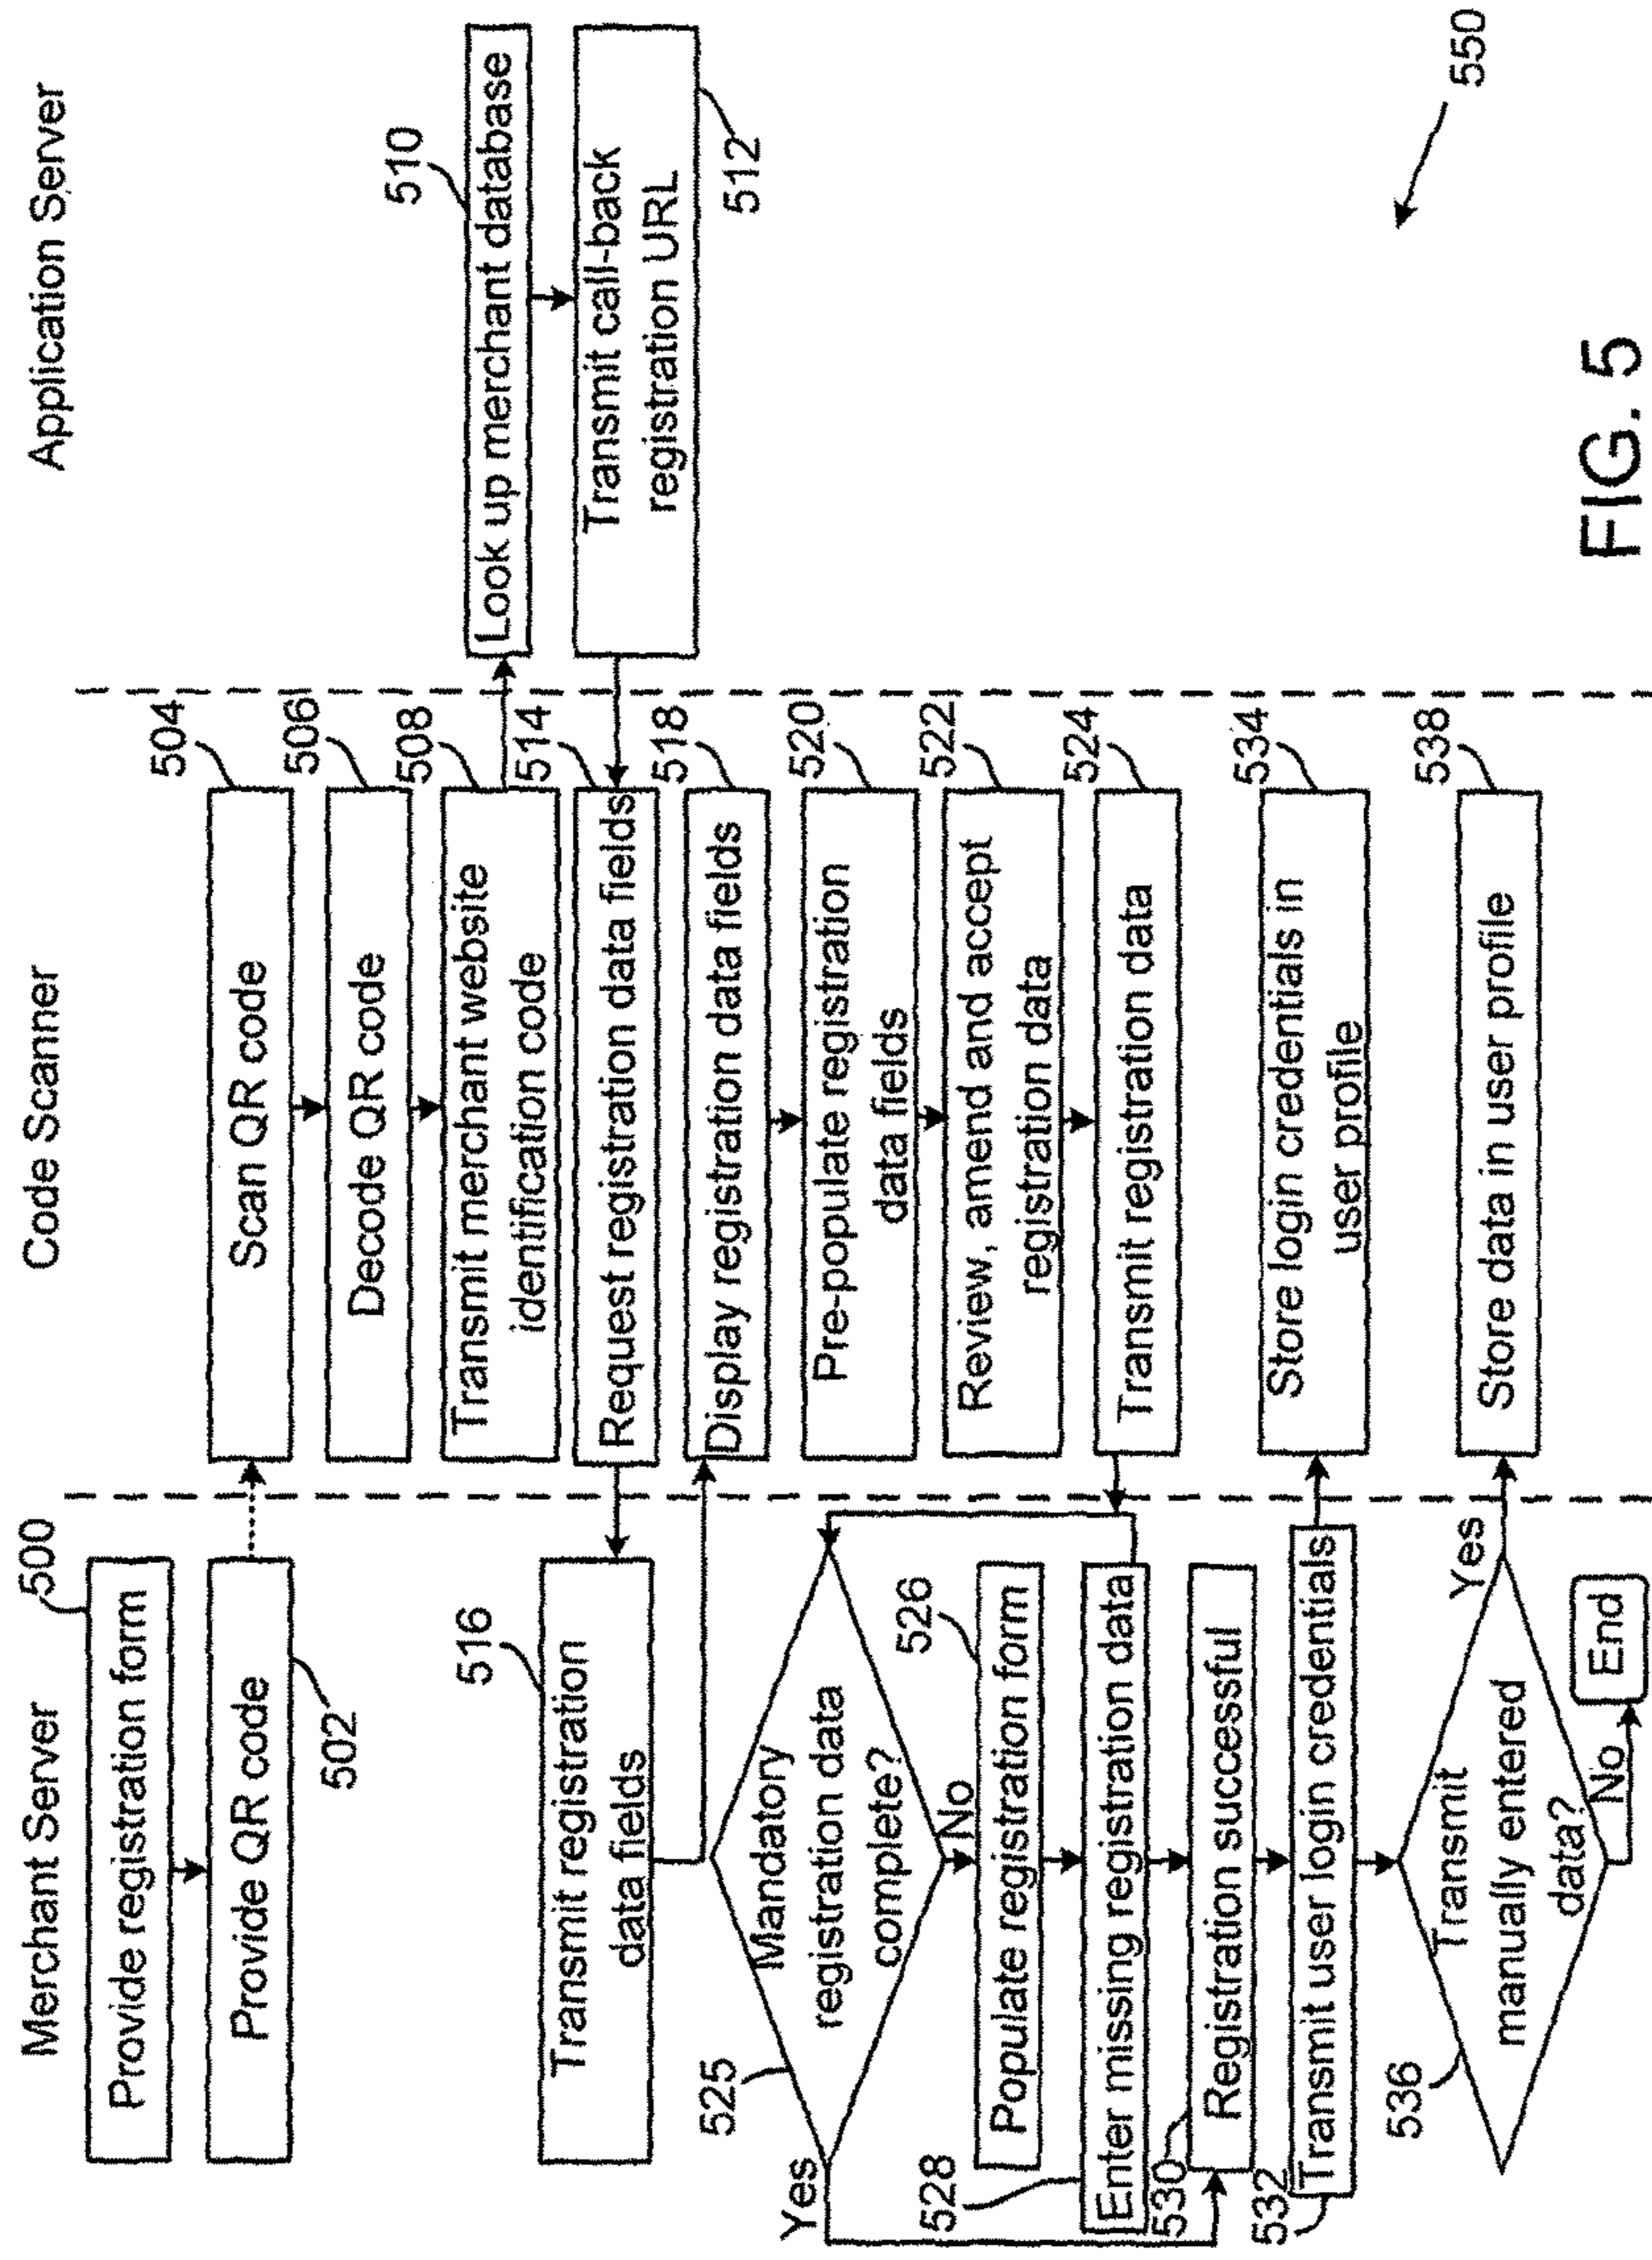 Merchant Server
Code Scanner
Application Server
500
Provide registration form
Provide QR code
502
504
Scan QR code
506
Decode QR code
508
Transmit merchant website
identification code
510
Look up merchant database
Transmit call-back
registration URL
512
514
Request registration data fields
516
Transmit registration
data fields
518
Display registration data fields
520
Pre-populate registration
data fields
522
Review, amend and accept
registration data
524
Transmit registration data
525
Mandatory
registration data
complete?
Yes
No
526
Populate registration form
528
Enter missing registration data
530
Registration successful
532
Transmit user login credentials
534
Store login credentials in
user profile
536
Transmit
manually entered
data?
Yes
No
End
538
Store data in user profile
550
FIG. 5